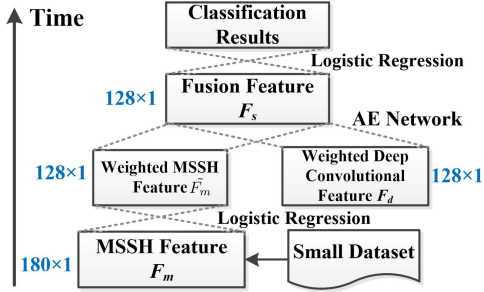 Time
Classification
Results
Logistic Regression
128×1
Fusion Feature
Fs
AE Network
128×1
Weighted MSSH
Feature F̃m
Weighted Deep
Convolutional
Feature Fd
128×1
Logistic Regression
180×1
MSSH Feature
Fm
Small Dataset